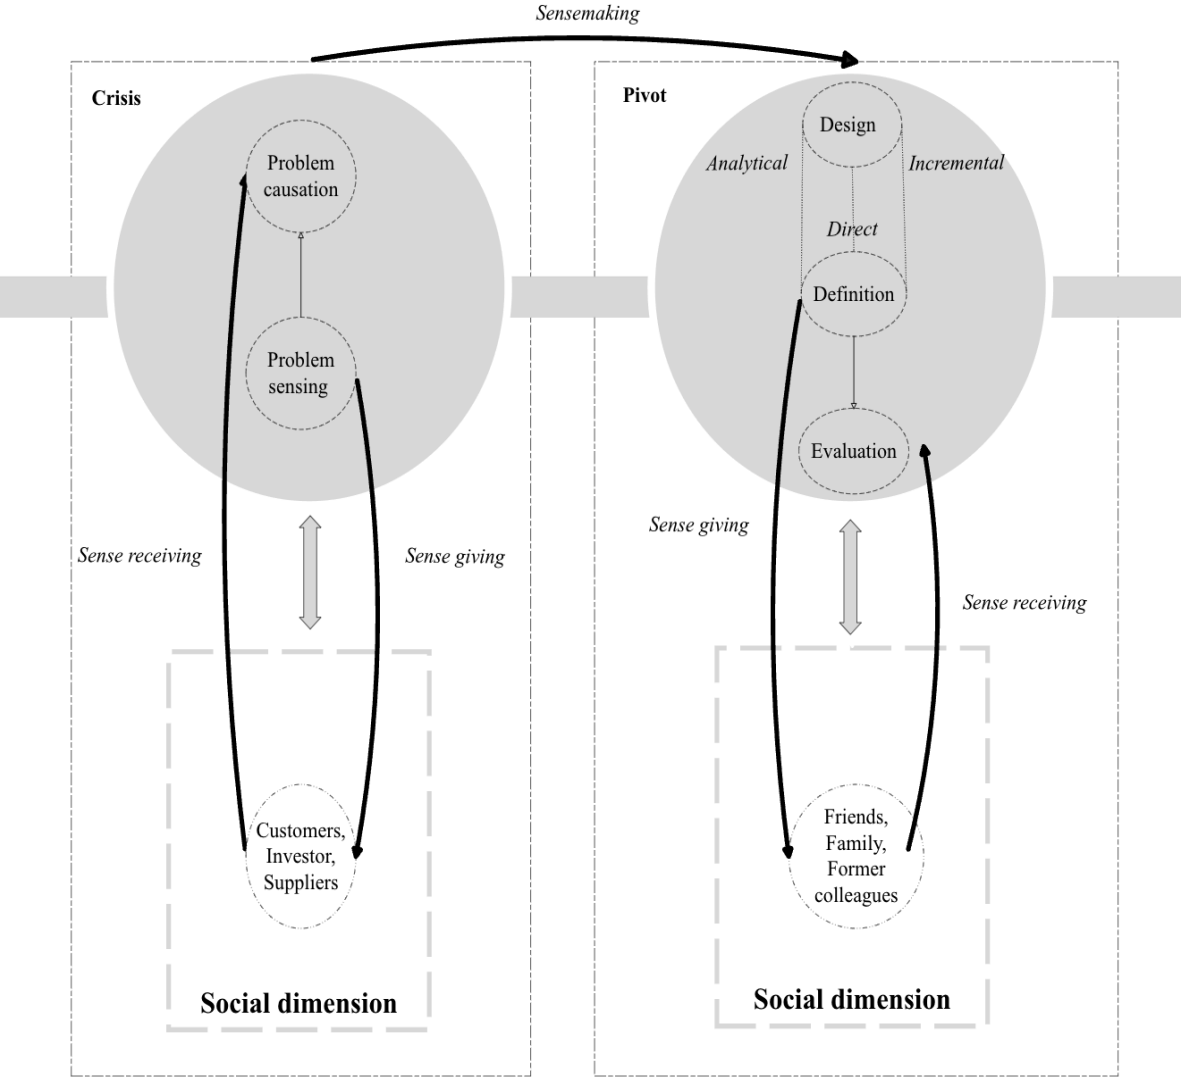 Sensemaking
Crisis
Problem
causation
Problem
sensing
Sense receiving
Sense giving
Customers,
Investor,
Suppliers
Social dimension
Pivot
Design
Analytical
Incremental
Direct
Definition
Evaluation
Sense giving
Sense receiving
Friends,
Family,
Former
colleagues
Social dimension